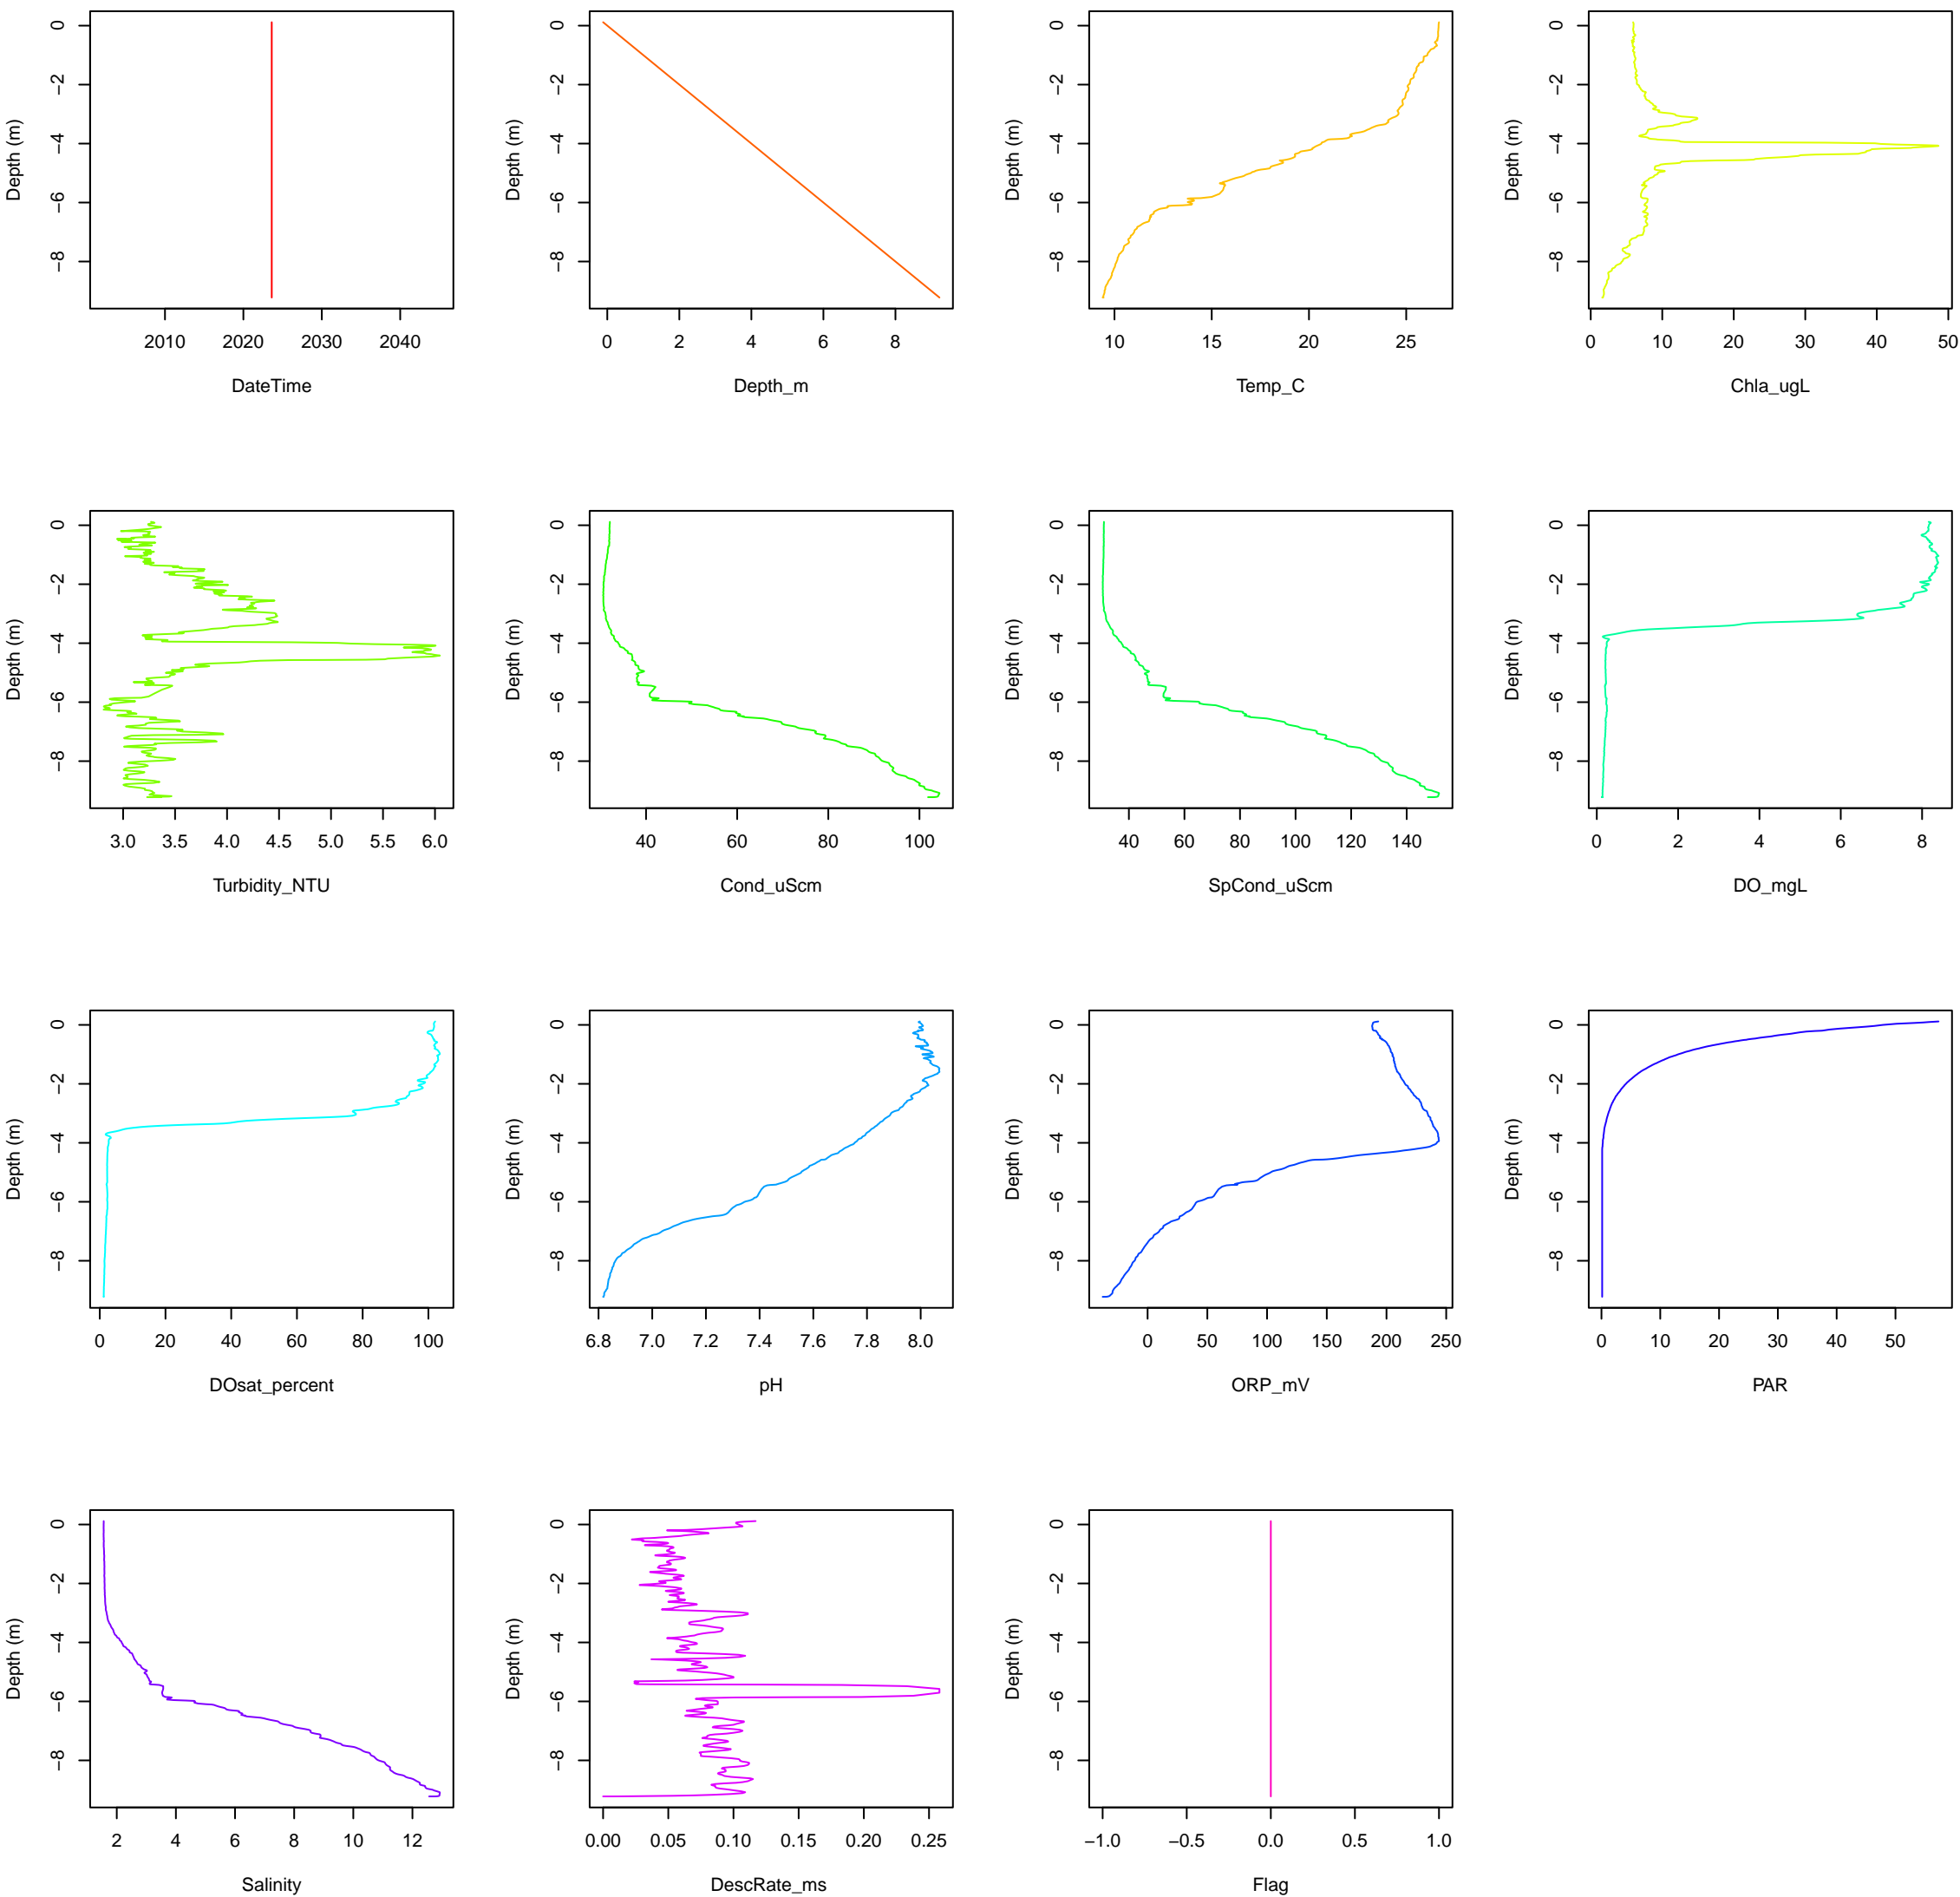 Depth (m)
0
−2
−4
−6
−8
2010 2020 2030 2040
DateTime
Depth (m)
0
−2
−4
−6
−8
0 2 4 6 8
Depth_m
Depth (m)
0
−2
−4
−6
−8
10 15 20 25
Temp_C
Depth (m)
0
−2
−4
−6
−8
0 10 20 30 40 50
Chla_ugL
Depth (m)
0
−2
−4
−6
−8
3.0 3.5 4.0 4.5 5.0 5.5 6.0
Turbidity_NTU
Depth (m)
0
−2
−4
−6
−8
40 60 80 100
Cond_uScm
Depth (m)
0
−2
−4
−6
−8
40 60 80 100 120 140
SpCond_uScm
Depth (m)
0
−2
−4
−6
−8
0 2 4 6 8
DO_mgL
Depth (m)
0
−2
−4
−6
−8
0 20 40 60 80 100
DOsat_percent
Depth (m)
0
−2
−4
−6
−8
6.8 7.0 7.2 7.4 7.6 7.8 8.0
pH
Depth (m)
0
−2
−4
−6
−8
0 50 100 150 200 250
ORP_mV
Depth (m)
0
−2
−4
−6
−8
0 10 20 30 40 50
PAR
Depth (m)
0
−2
−4
−6
−8
2 4 6 8 10 12
Salinity
Depth (m)
0
−2
−4
−6
−8
0.00 0.05 0.10 0.15 0.20 0.25
DescRate_ms
Depth (m)
0
−2
−4
−6
−8
−1.0 −0.5 0.0 0.5 1.0
Flag